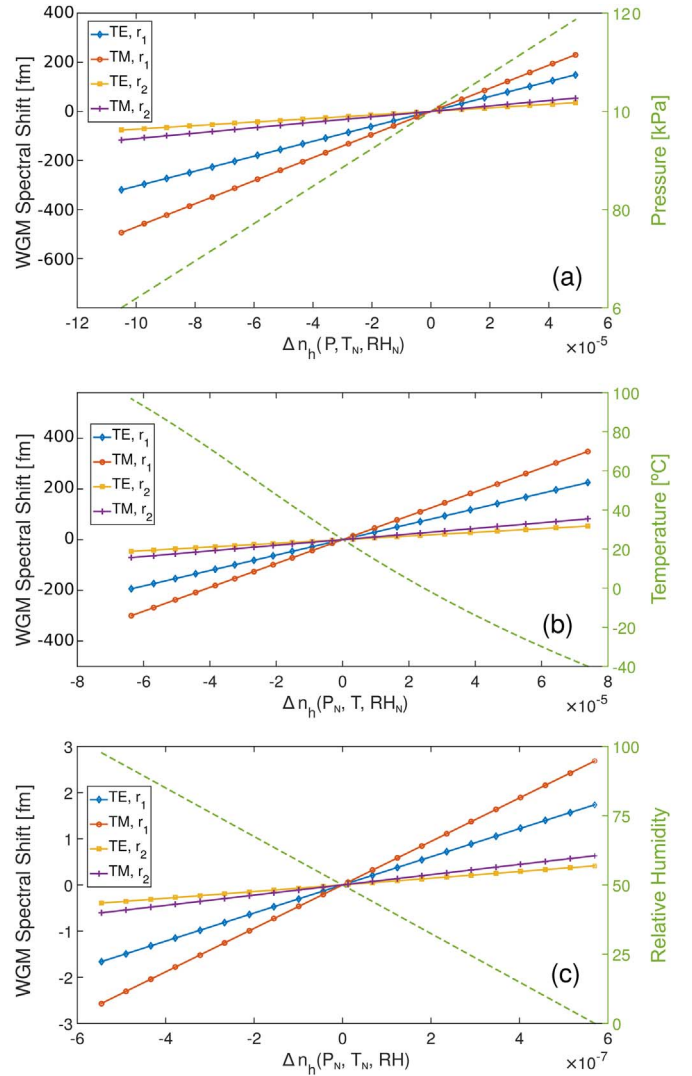 400
200
0
-200
-400
-600
WGM Spectral Shift [fm]
TE, r1
TM, r1
TE, r2
TM, r2
120
10 0
80
6
Pressure [kPa]
(a)
-12 -10 -8 -6 -4 -2 0 2 4 6
×10-5
Δ nh(P, TN, RHN)
400
200
0
-200
-400
WGM Spectral Shift [fm]
TE, r1
TM, r1
TE, r2
TM, r2
100
80
60
40
20
0
-20
-40
Temperature [ºC]
(b)
-8 -6 -4 -2 0 2 4 6 8
×10-5
Δ nh(PN, T, RHN)
3
2
1
0
-1
-2
-3
WGM Spectral Shift [fm]
TE, r1
TM, r1
TE, r2
TM, r2
100
75
50
25
0
Relative Humidity
(c)
-6 -4 -2 0 2 4 6
×10-7
Δ nh(PN, TN, RH)